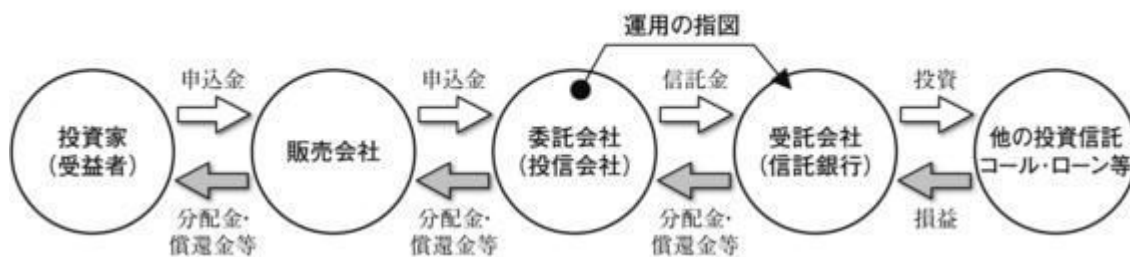 運用の指図
申込金
申込金
信託金
投資
投資家
(受益者)
販売会社
委託会社
(投信会社)
受託会社
(信託銀行)
他の投資信託
コール・ローン等
分配金・
償還金等
分配金・
償還金等
分配金・
償還金等
損益